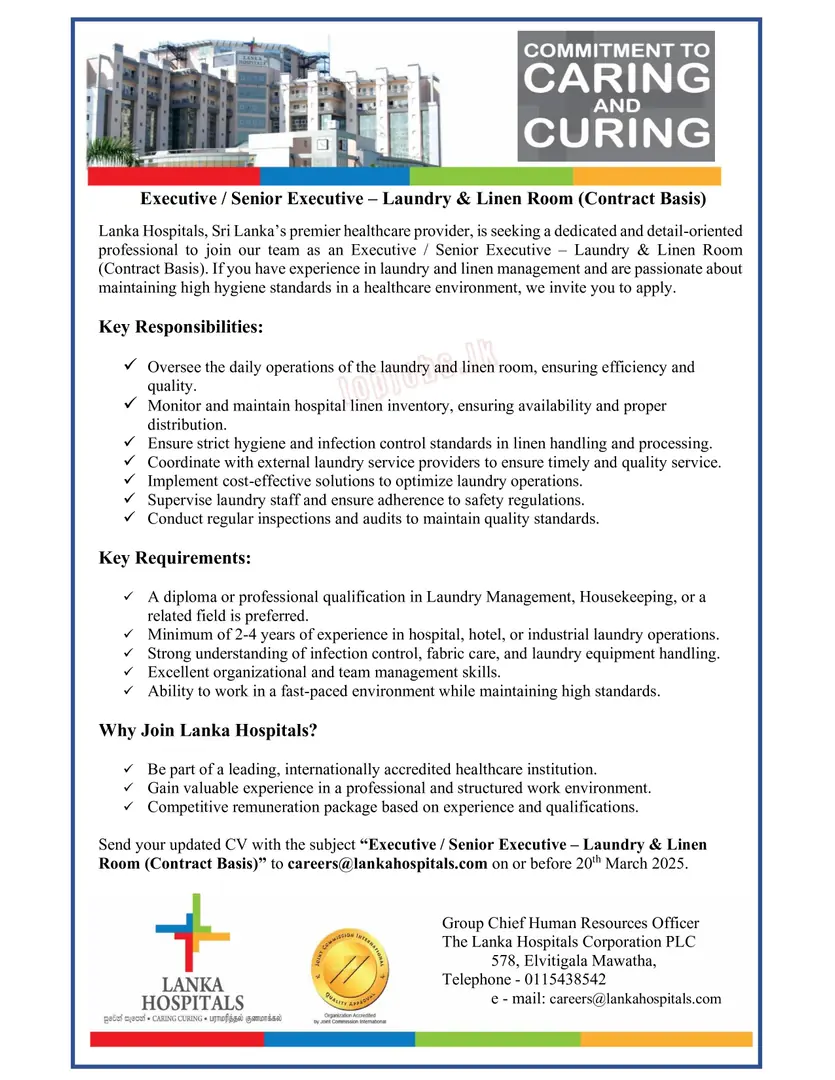 LANKA
HOSPITALS
COMMITMENT TO
CARING
AND
CURING
Executive / Senior Executive – Laundry & Linen Room (Contract Basis)
Lanka Hospitals, Sri Lanka’s premier healthcare provider, is seeking a dedicated and detail-oriented
professional to join our team as an Executive / Senior Executive – Laundry & Linen Room
(Contract Basis). If you have experience in laundry and linen management and are passionate about
maintaining high hygiene standards in a healthcare environment, we invite you to apply.
Key Responsibilities:
topjobs.lk
✓ Oversee the daily operations of the laundry and linen room, ensuring efficiency and
quality.
✓ Monitor and maintain hospital linen inventory, ensuring availability and proper
distribution.
✓ Ensure strict hygiene and infection control standards in linen handling and processing.
✓ Coordinate with external laundry service providers to ensure timely and quality service.
✓ Implement cost-effective solutions to optimize laundry operations.
✓ Supervise laundry staff and ensure adherence to safety regulations.
✓ Conduct regular inspections and audits to maintain quality standards.
Key Requirements:
✓ A diploma or professional qualification in Laundry Management, Housekeeping, or a
related field is preferred.
✓ Minimum of 2-4 years of experience in hospital, hotel, or industrial laundry operations.
✓ Strong understanding of infection control, fabric care, and laundry equipment handling.
✓ Excellent organizational and team management skills.
✓ Ability to work in a fast-paced environment while maintaining high standards.
Why Join Lanka Hospitals?
✓ Be part of a leading, internationally accredited healthcare institution.
✓ Gain valuable experience in a professional and structured work environment.
✓ Competitive remuneration package based on experience and qualifications.
Send your updated CV with the subject “Executive / Senior Executive – Laundry & Linen
Room (Contract Basis)” to careers@lankahospitals.com on or before 20th March 2025.
LANKA
HOSPITALS
සුවෙන් සැපෙන් • CARING CURING • பராமரித்தல் குணமாக்கல்
JOINT COMMISSION INTERNATIONAL
QUALITY APPROVAL
Organization Accredited
by Joint Commission International
Group Chief Human Resources Officer
The Lanka Hospitals Corporation PLC
578, Elvitigala Mawatha,
Telephone - 0115438542
e - mail: careers@lankahospitals.com